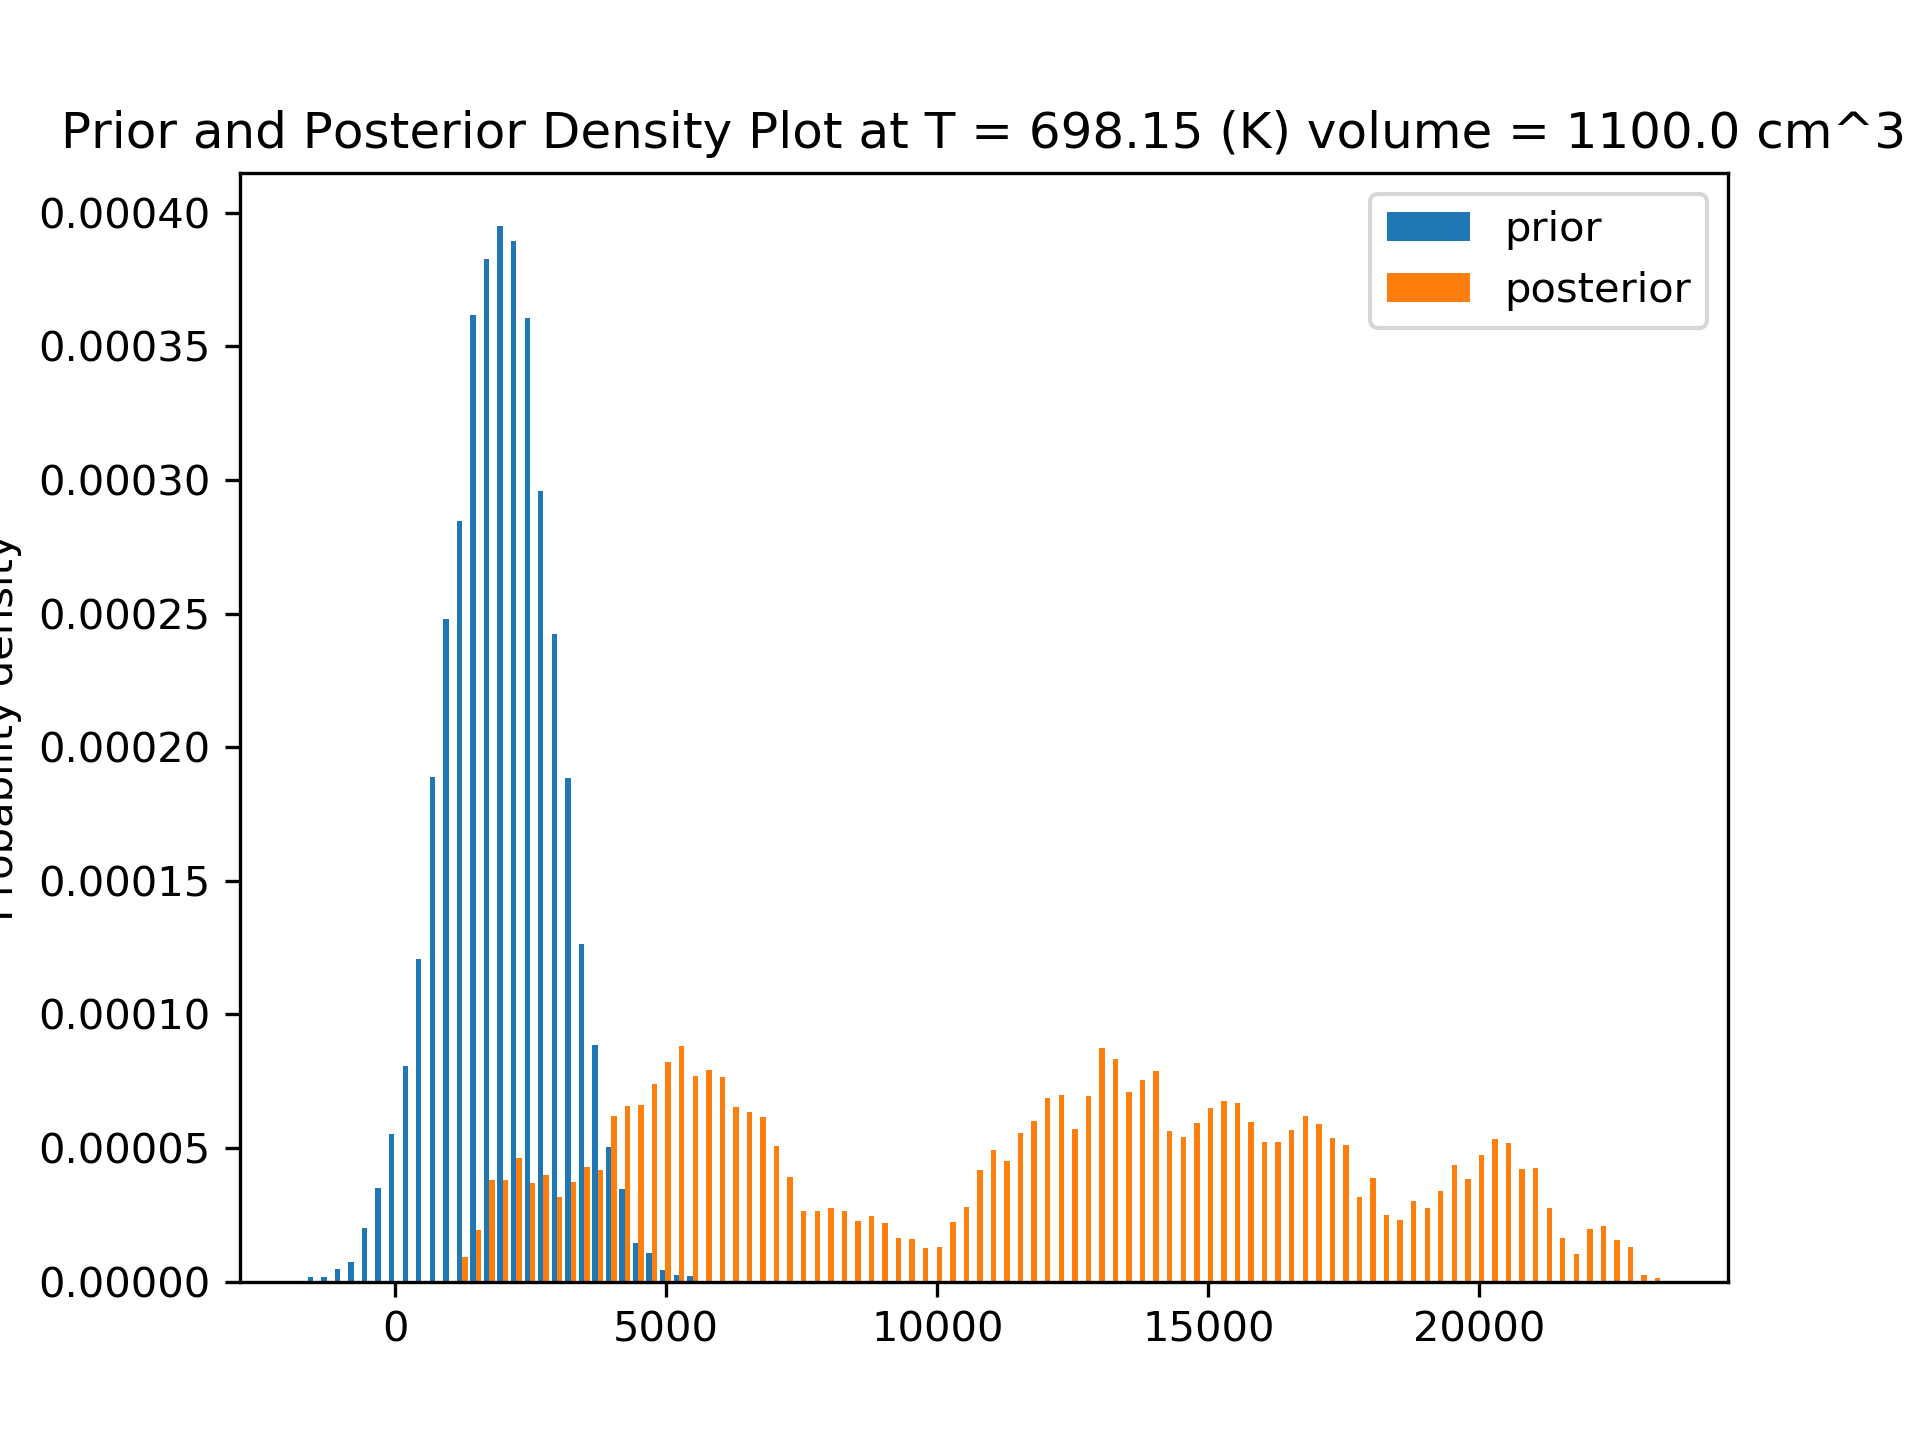 Prior and Posterior Density Plot at T = 698.15 (K) volume = 1100.0 cm^3
prior
posterior
0.00040
0.00035
0.00030
0.00025
0.00020
0.00015
0.00010
0.00005
0.00000
Probability density
0 5000 10000 15000 20000